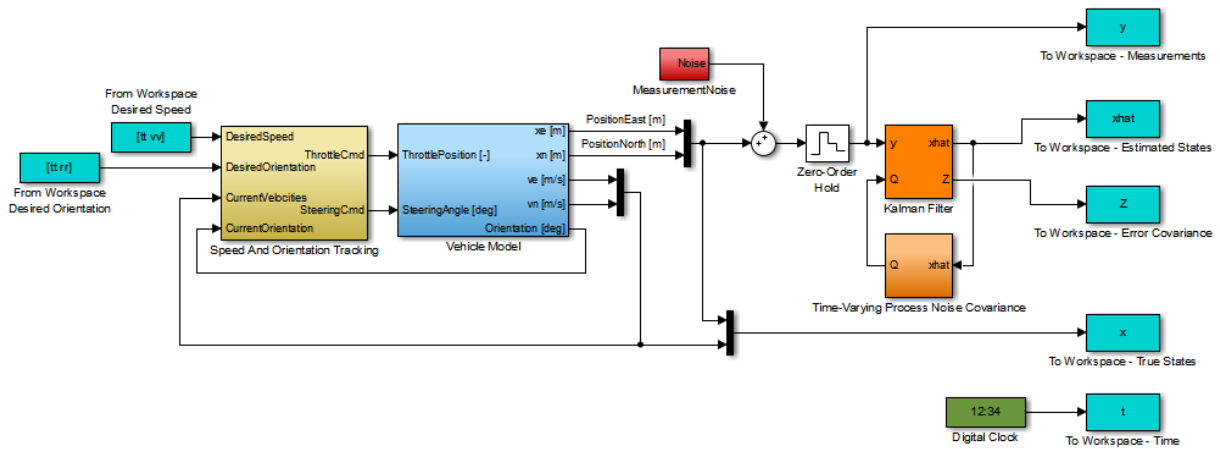 y
To Workspace - Measurements
Noise
MeasurementNoise
From Workspace
Desired Speed
[tt vv]
[tt rr]
From Workspace
Desired Orientation
DesiredSpeed
DesiredOrientation
CurrentVelocities
CurrentOrientation
ThrottleCmd
SteeringCmd
Speed And Orientation Tracking
ThrottlePosition [-]
SteeringAngle [deg]
xe [m]
xn [m]
ve [m/s]
vn [m/s]
Orientation [deg]
Vehicle Model
PositionEast [m]
PositionNorth [m]
+
+
Zero-Order
Hold
y
Q
xhat
Z
Kalman Filter
xhat
To Workspace - Estimated States
Z
To Workspace - Error Covariance
Q
xhat
Time-Varying Process Noise Covariance
x
To Workspace - True States
12:34
Digital Clock
t
To Workspace - Time